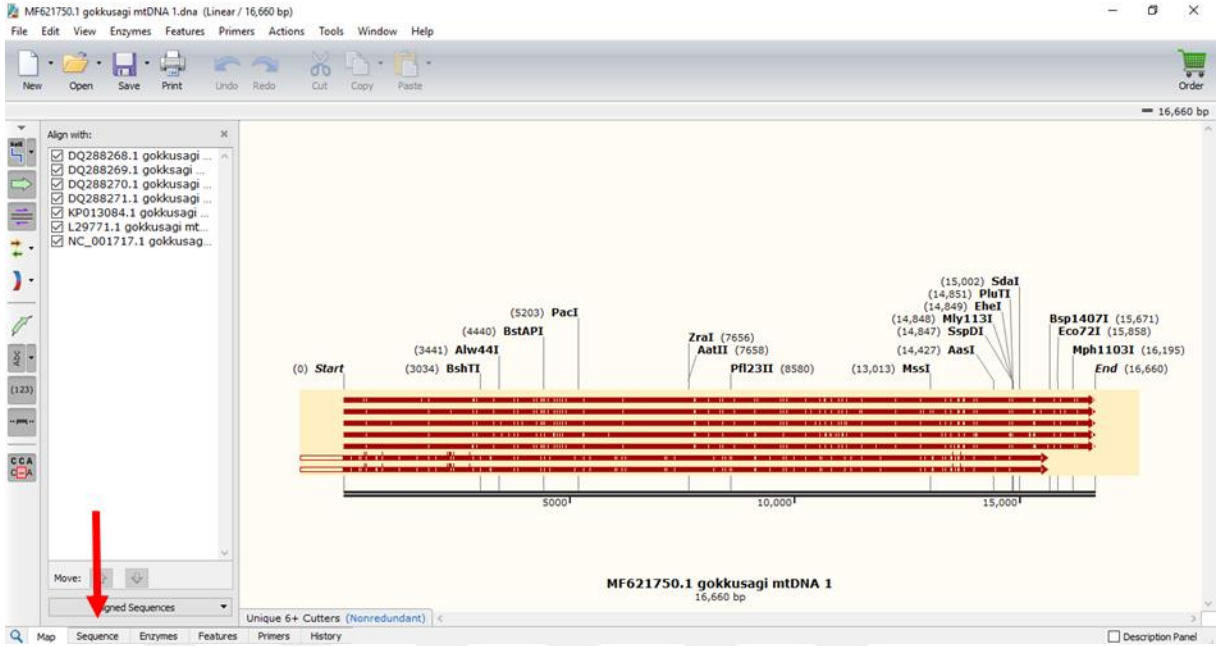 MF621750.1 gokkusagi mtDNA 1.dna (Linear / 16,660 bp)
File Edit View Enzymes Features Primers Actions Tools Window Help
New Open Save Print Undo Redo Cut Copy Paste Order
16,660 bp
Align with:
DQ288268.1 gokkusagi ...
DQ288269.1 gokksagi ...
DQ288270.1 gokkusagi ...
DQ288271.1 gokkusagi ...
KP013084.1 gokkusagi ...
L29771.1 gokkusagi mt...
NC_001717.1 gokkusag...
(15,002) SdaI
(14,851) PluTI
(14,849) EheI
(5203) PacI
(14,848) Mly113I Bsp1407I (15,671)
(4440) BstAPI ZraI (7656) (14,847) SspDI Eco72I (15,858)
(3441) Alw44I AatII (7658) (14,427) AasI Mph1103I (16,195)
(0) Start (3034) BshTI Pfl23II (8580) (13,013) MssI End (16,660)
5000 10,000 15,000
Abc
(123)
CCA
C A
Move:
gned Sequences
MF621750.1 gokkusagi mtDNA 1
16,660 bp
Unique 6+ Cutters (Nonredundant)
Map Sequence Enzymes Features Primers History Description Panel